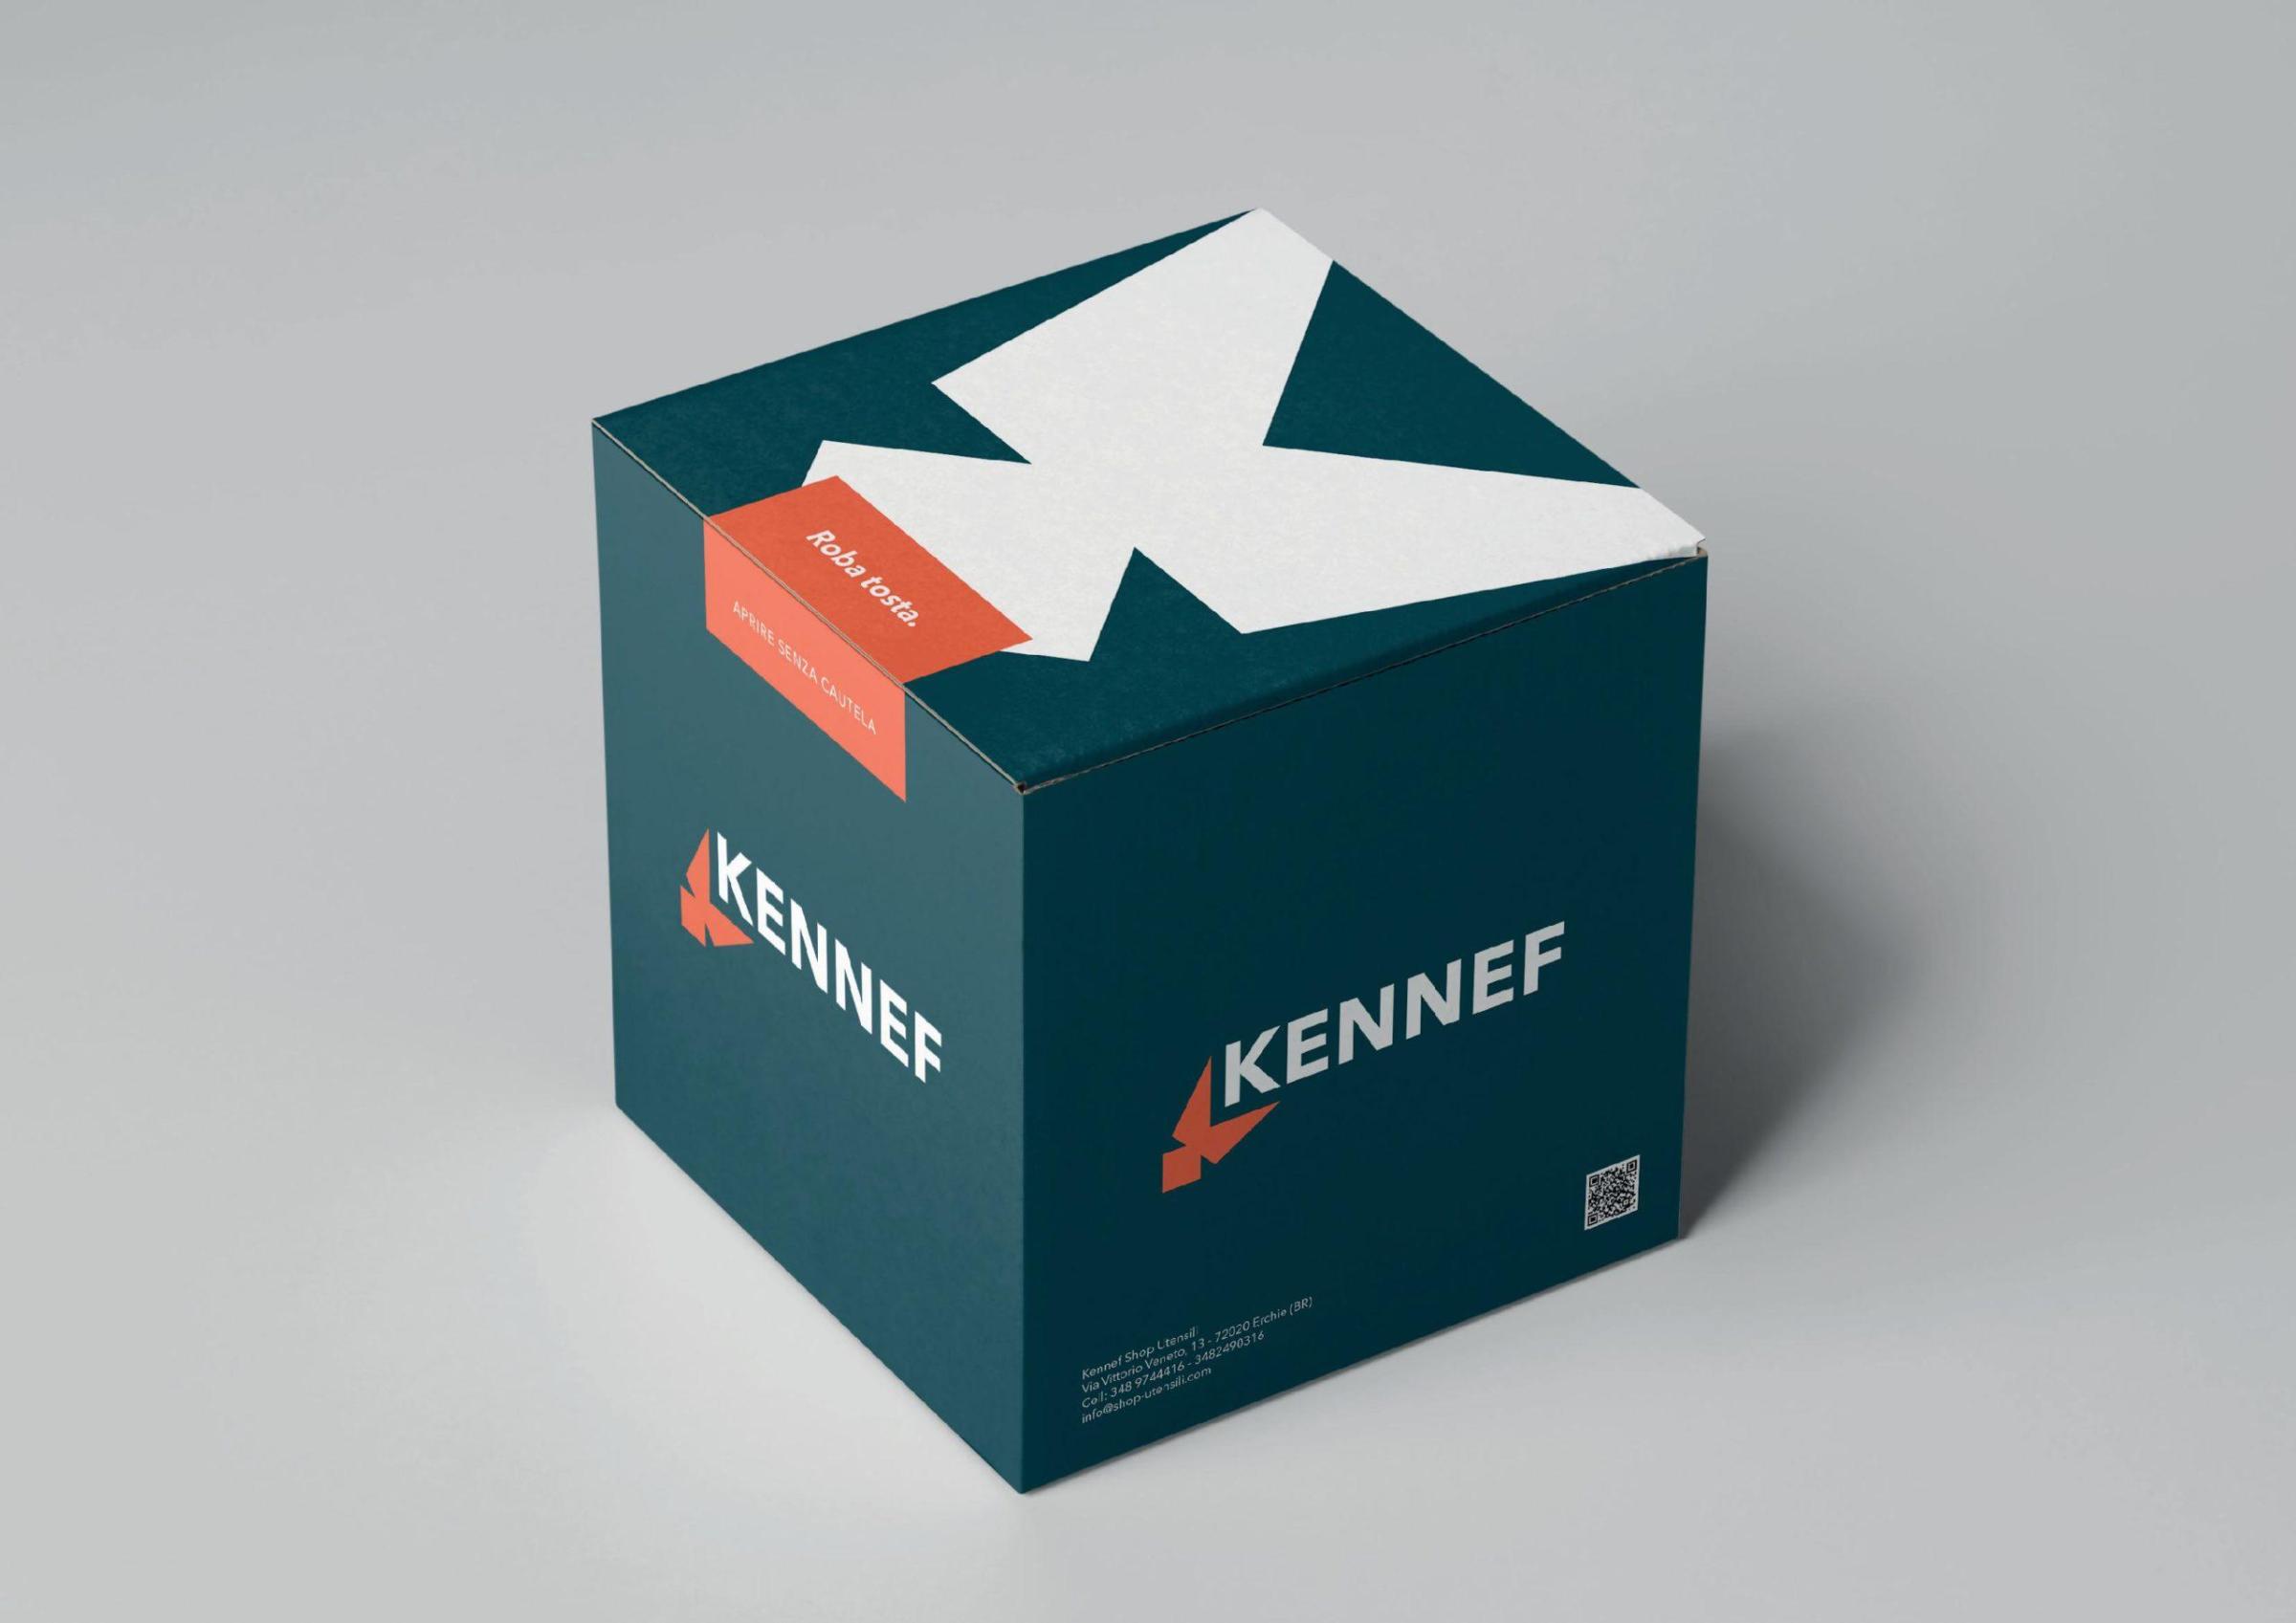 Roba tosta.
APRIRE SENZA CAUTELA
KENNEF
KENNEF
Kennef Shop Utensili
Via Vittorio Veneto, 13 - 72020 Erchie (BR)
Cell: 348 9744416 - 3482490316
info@shop-utensili.com